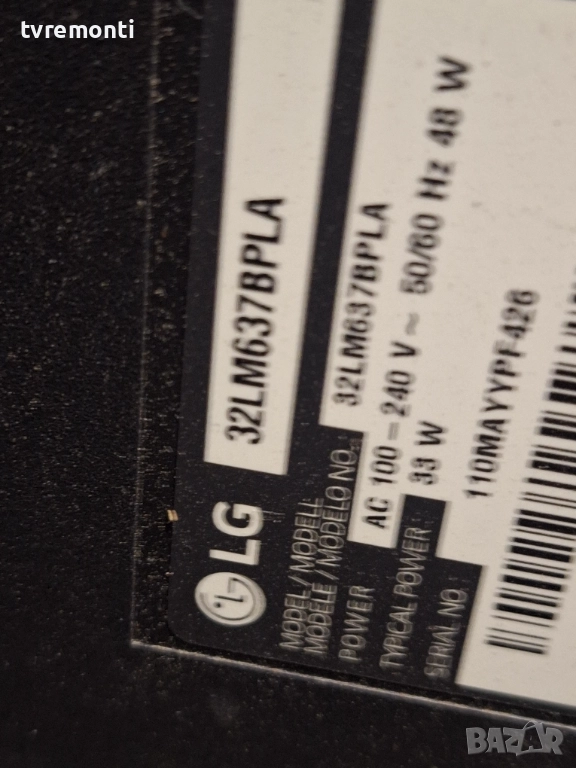 tvremonti
LG 32LM637BPLA
MODEL / MODELL
MODELE / MODELO NO. : 32LM637BPLA
POWER : AC 100 - 240 V ~ 50/60 Hz 48 W
TYPICAL POWER : 33 W
SERIAL NO. : 110MAYYPF426
BAZAR